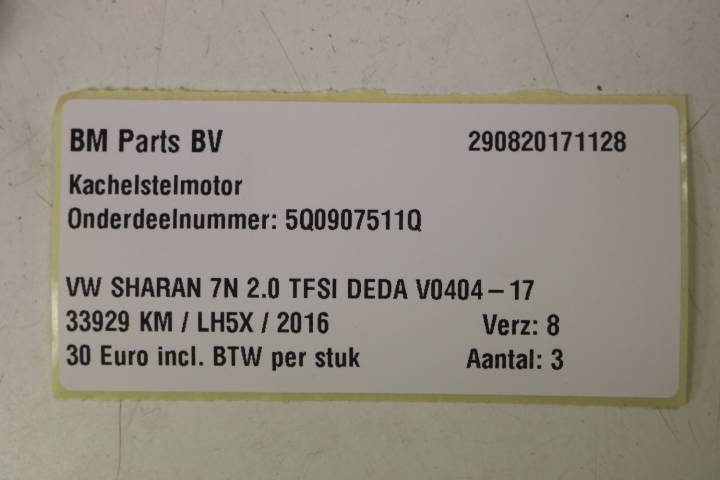 BM Parts BV 290820171128
Kachelstelmotor
Onderdeelnummer: 5Q0907511Q
VW SHARAN 7N 2.0 TFSI DEDA V0404-17
33929 KM / LH5X / 2016 Verz: 8
30 Euro incl. BTW per stuk Aantal: 3